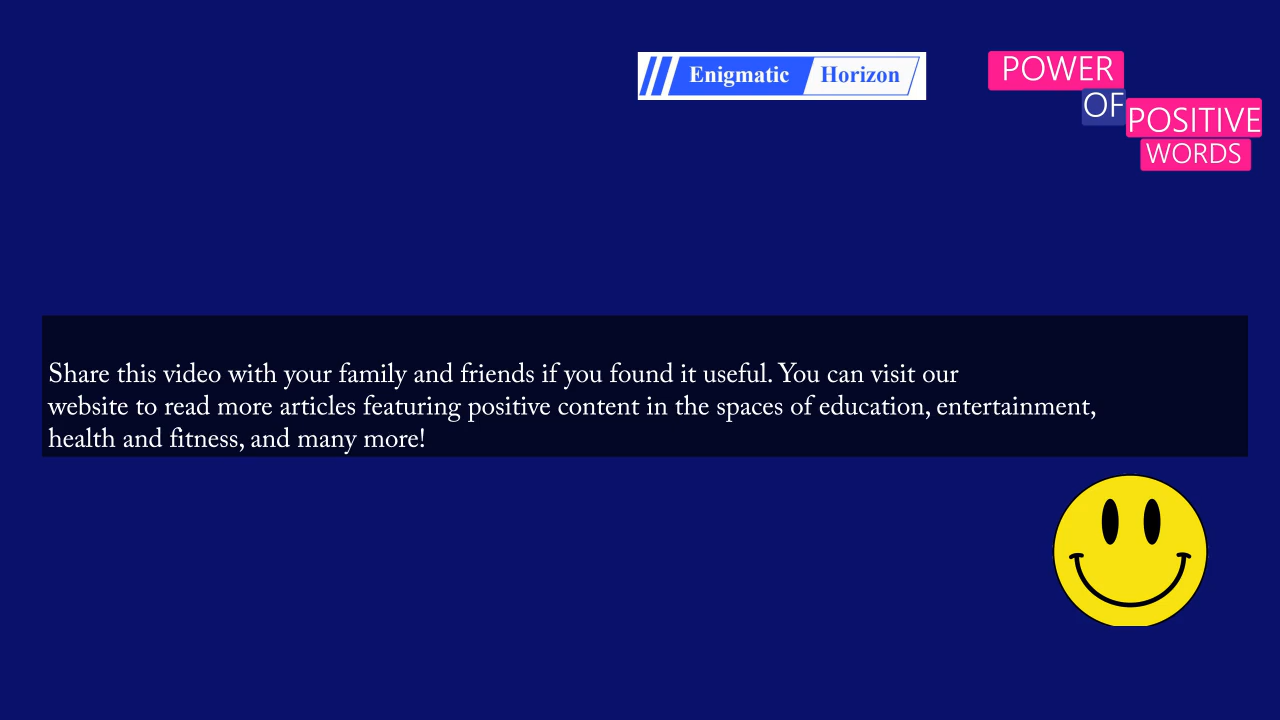 Enigmatic Horizon
POWER
OF
POSITIVE
WORDS
Share this video with your family and friends if you found it useful. You can visit our
website to read more articles featuring positive content in the spaces of education, entertainment,
health and fitness, and many more!